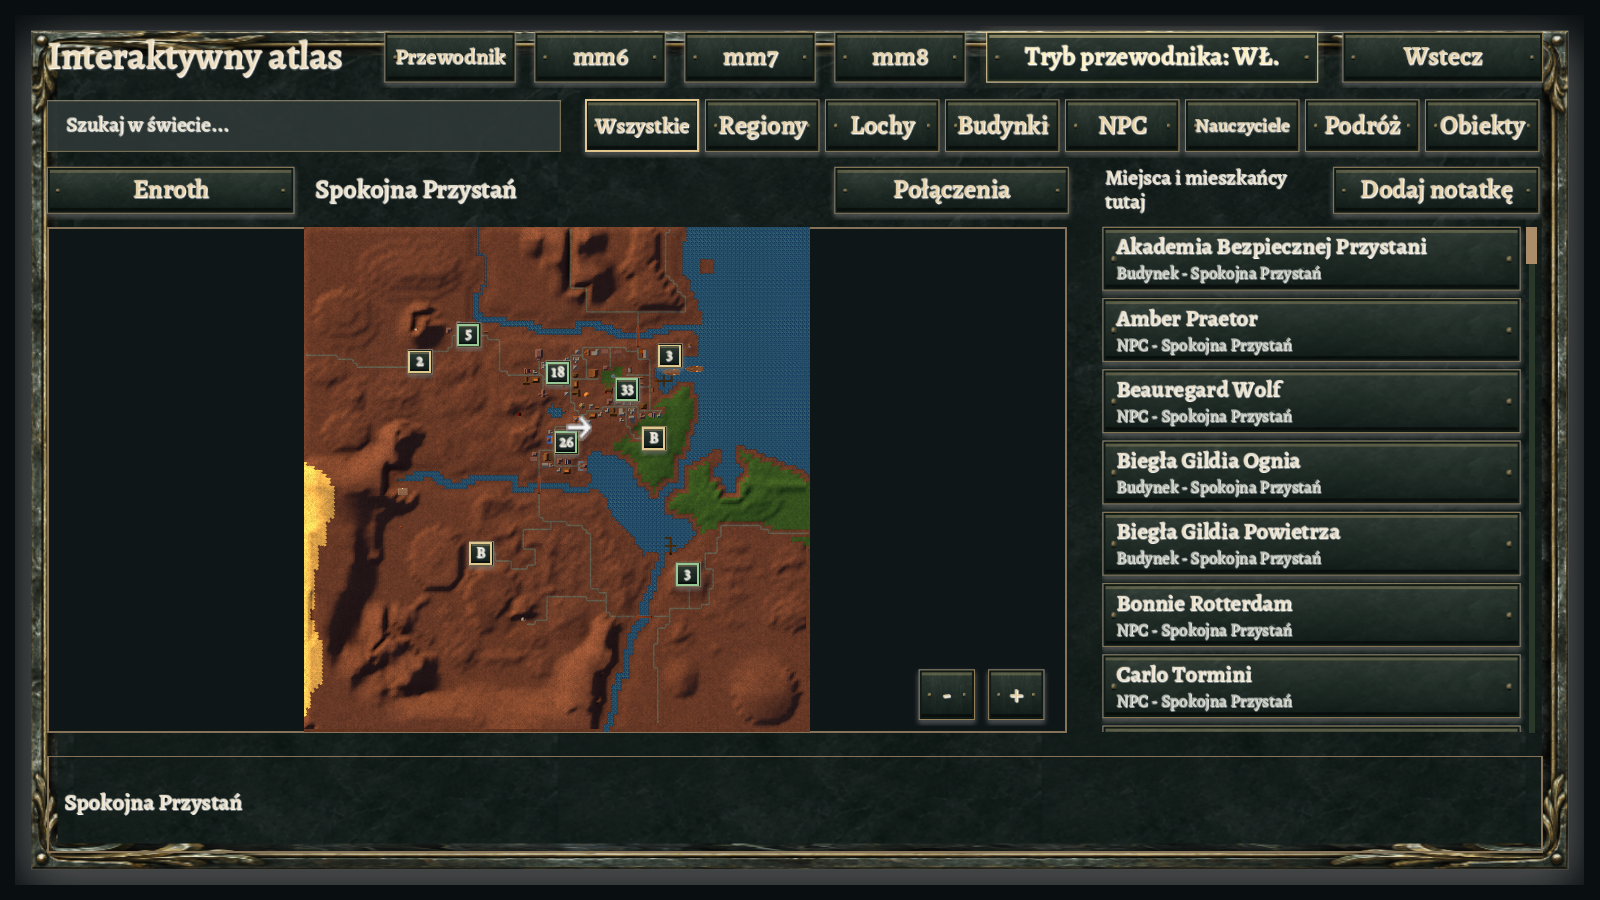 Interaktywny atlas
Przewodnik
mm6
mm7
mm8
Tryb przewodnika: WŁ.
Wstecz
Szukaj w świecie...
Wszystkie
Regiony
Lochy
Budynki
NPC
Nauczyciele
Podróż
Obiekty
Enroth
Spokojna Przystań
Połączenia
Miejsca i mieszkańcy
tutaj
Dodaj notatkę
5
2
18
3
33
26
B
B
3
-
+
Akademia Bezpiecznej Przystani
Budynek - Spokojna Przystań
Amber Praetor
NPC - Spokojna Przystań
Beauregard Wolf
NPC - Spokojna Przystań
Biegła Gildia Ognia
Budynek - Spokojna Przystań
Biegła Gildia Powietrza
Budynek - Spokojna Przystań
Bonnie Rotterdam
NPC - Spokojna Przystań
Carlo Tormini
NPC - Spokojna Przystań
Spokojna Przystań